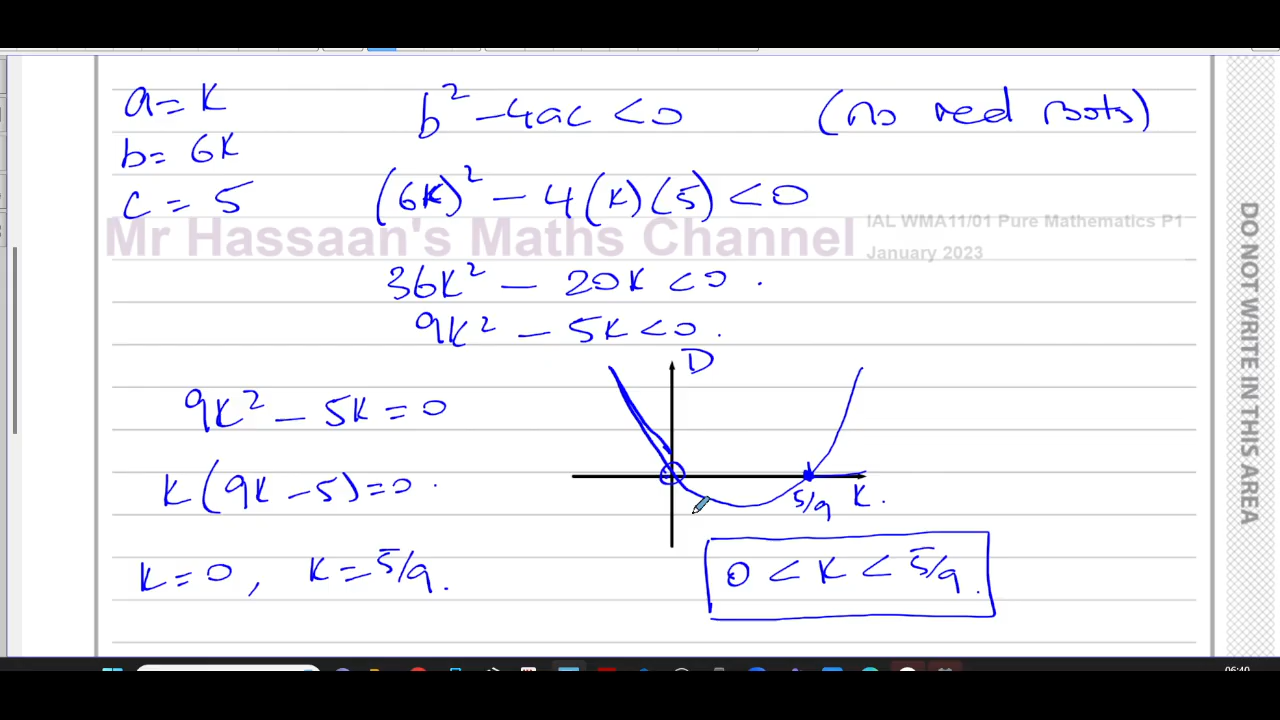 a = K
b = 6K
c = 5
b² - 4ac < 0 (no real roots)
(6K)² - 4(K)(5) < 0
Mr Hassaan's Maths Channel
IAL WMA11/01 Pure Mathematics P1
January 2023
36K² - 20K < 0.
9K² - 5K < 0.
9K² - 5K = 0
K(9K - 5) = 0.
K = 0, K = 5/9.
D
5/9 K.
0 < K < 5/9.
DO NOT WRITE IN THIS AREA
06:40